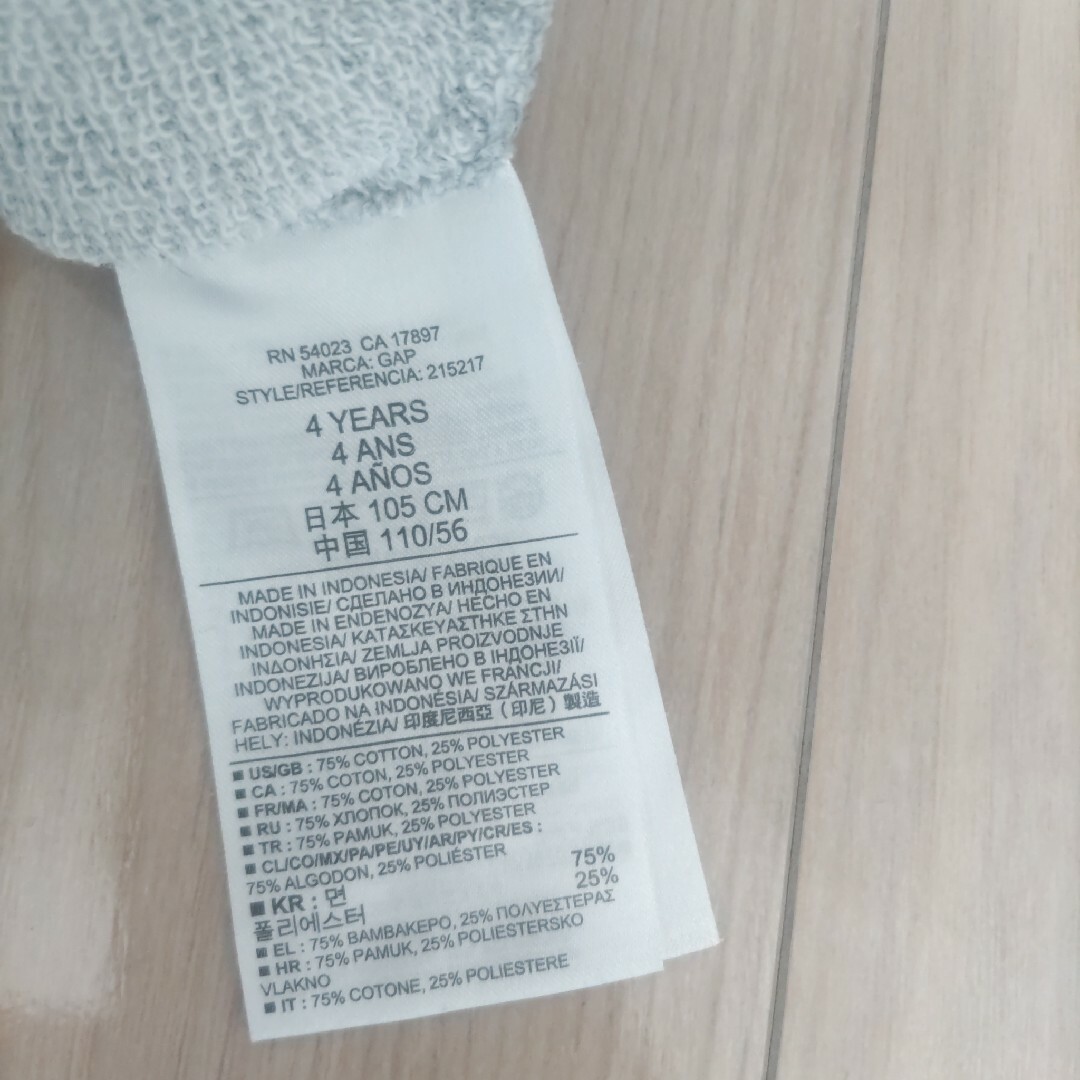 RN 54023 CA 17897
MARCA: GAP
STYLE/REFERENCIA: 215217
4 YEARS
4 ANS
4 AÑOS
日本 105 CM
中国 110/56
MADE IN INDONESIA/ FABRIQUE EN
INDONISIE/ СДЕЛАНО В ИНДОНЕЗИИ/
MADE IN ENDENOZYA/ HECHO EN
INDONESIA/ ΚΑΤΑΣΚΕΥΑΣΤΗΚΕ ΣΤΗΝ
ΙΝΔΟΝΗΣΙΑ/ ZEMLJA PROIZVODNJE
INDONEZIJA/ ВИРОБЛЕНО В ІНДОНЕЗІЇ/
WYPRODUKOWANO WE FRANCJI/
FABRICADO NA INDONÉSIA/ SZÁRMAZÁSI
HELY: INDONÉZIA/ 印度尼西亞 ( 印尼 ) 製造
■ US/GB : 75% COTTON, 25% POLYESTER
■ CA : 75% COTON, 25% POLYESTER
■ FR/MA : 75% COTON, 25% POLYESTER
■ RU : 75% ХЛОПОК, 25% ПОЛИЭСТЕР
■ TR : 75% PAMUK, 25% POLYESTER
■ CL/CO/MX/PA/PE/UY/AR/PY/CR/ES :
75% ALGODON, 25% POLIÉSTER
■ KR : 면 75%
폴리에스터 25%
■ EL : 75% ΒΑΜΒΑΚΕΡΟ, 25% ΠΟΛΥΕΣΤΕΡΑΣ
■ HR : 75% PAMUK, 25% POLIESTERSKO
VLAKNO
■ IT : 75% COTONE, 25% POLIESTERE